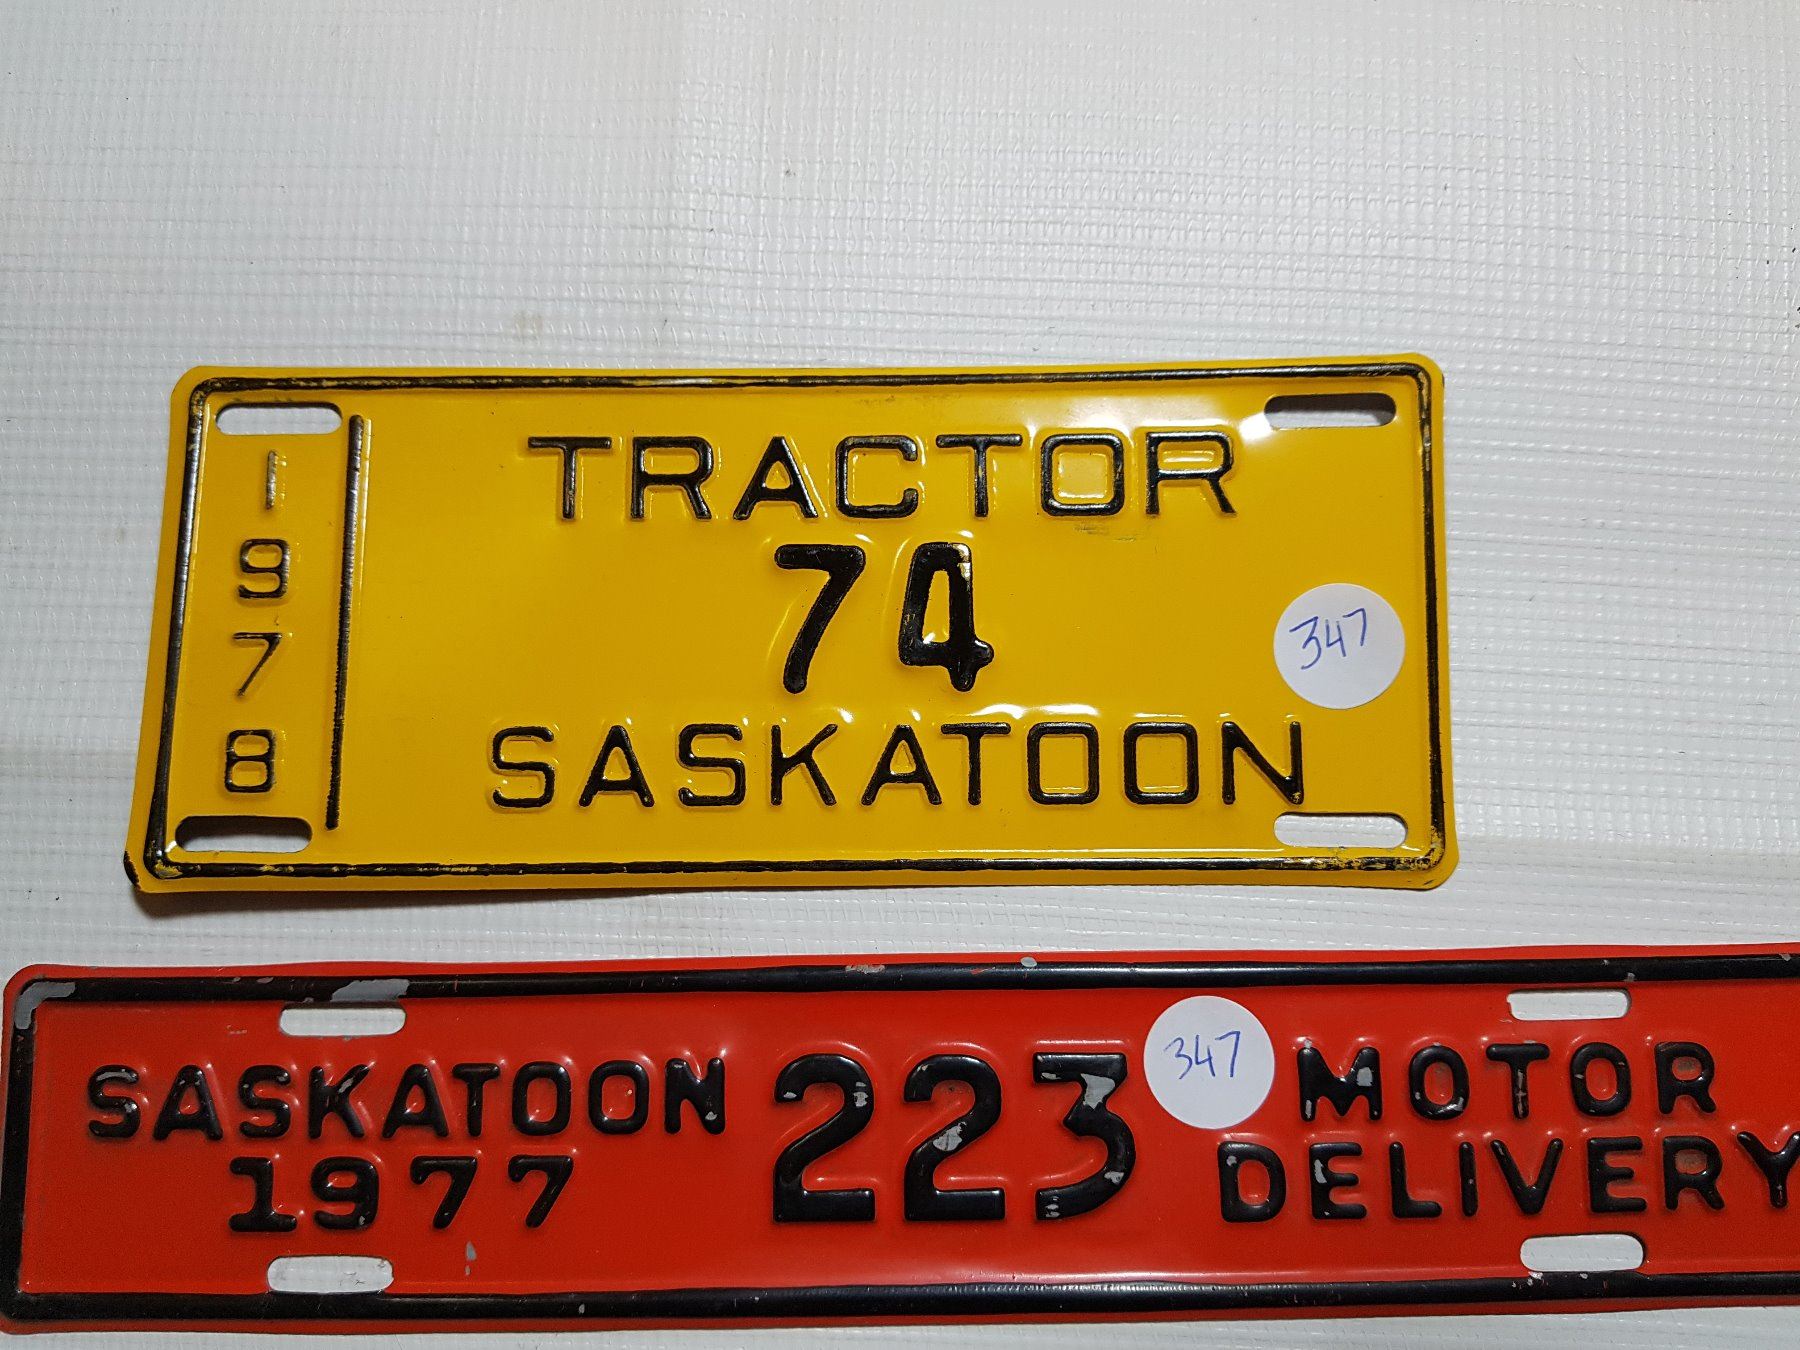 1978
TRACTOR
74
347
SASKATOON
SASKATOON
1977
223
347
MOTOR
DELIVERY